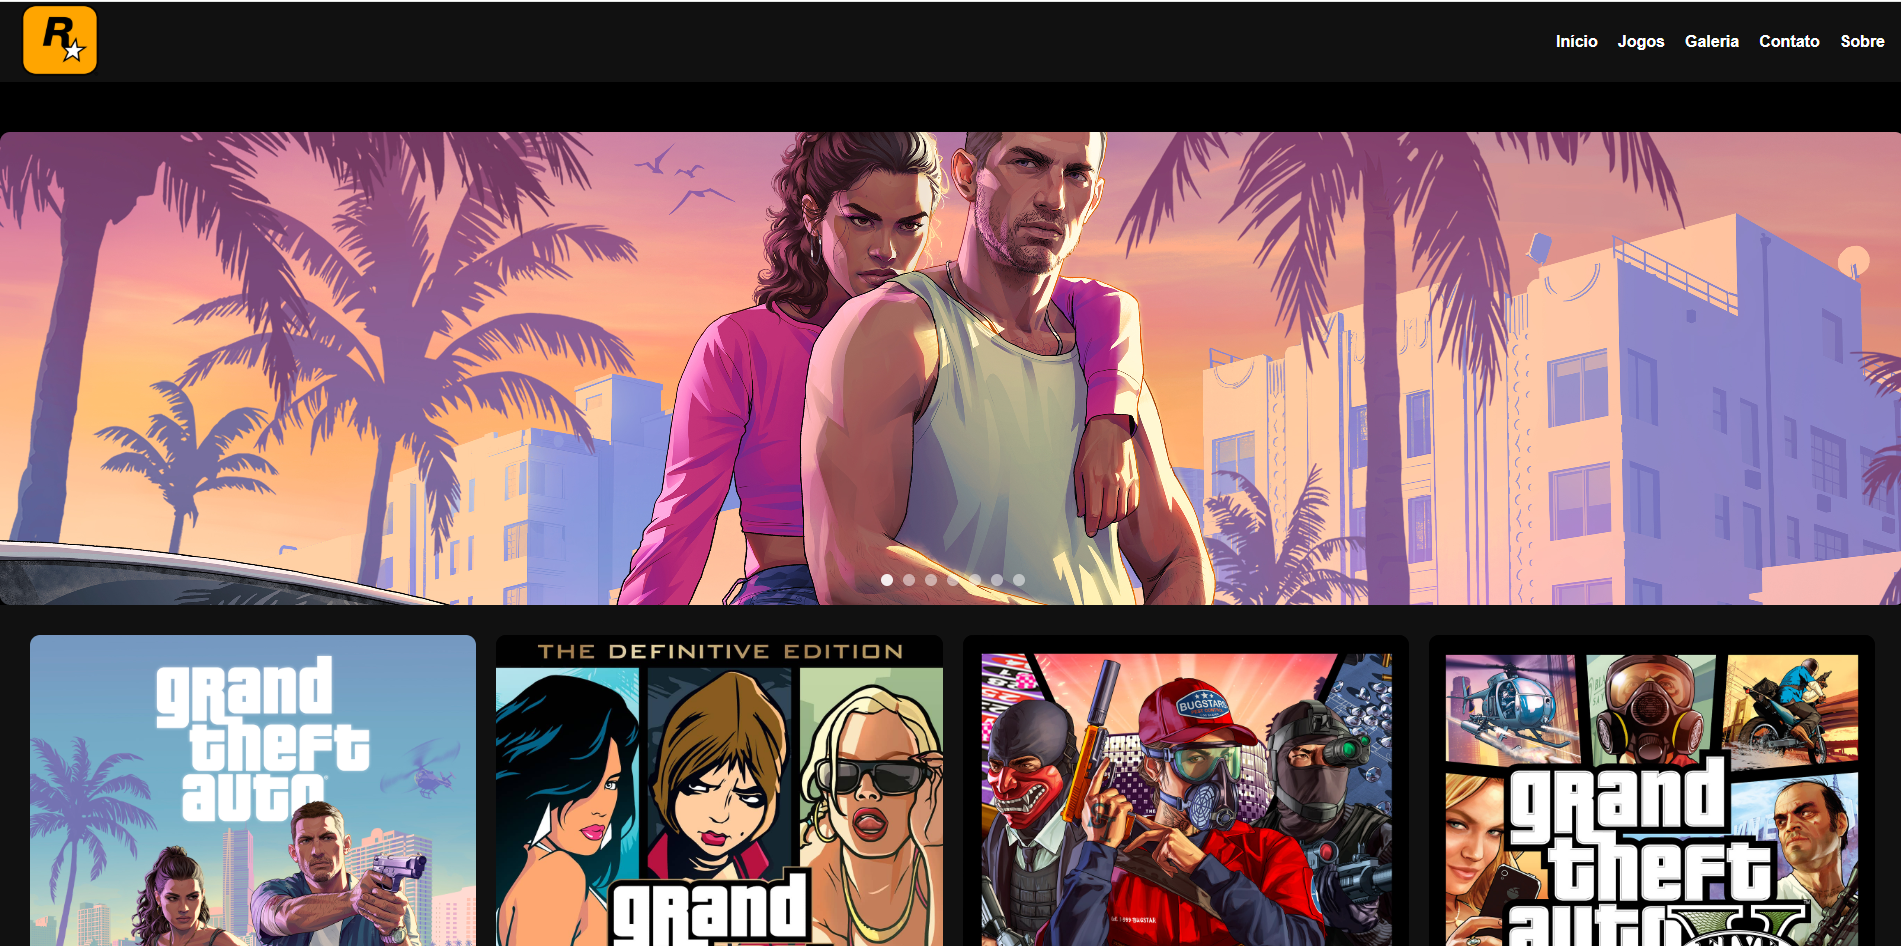 R
Início Jogos Galeria Contato Sobre
grand
theft
auto
THE DEFINITIVE EDITION
grand
BUGSTARS
grand
theft
auto
V